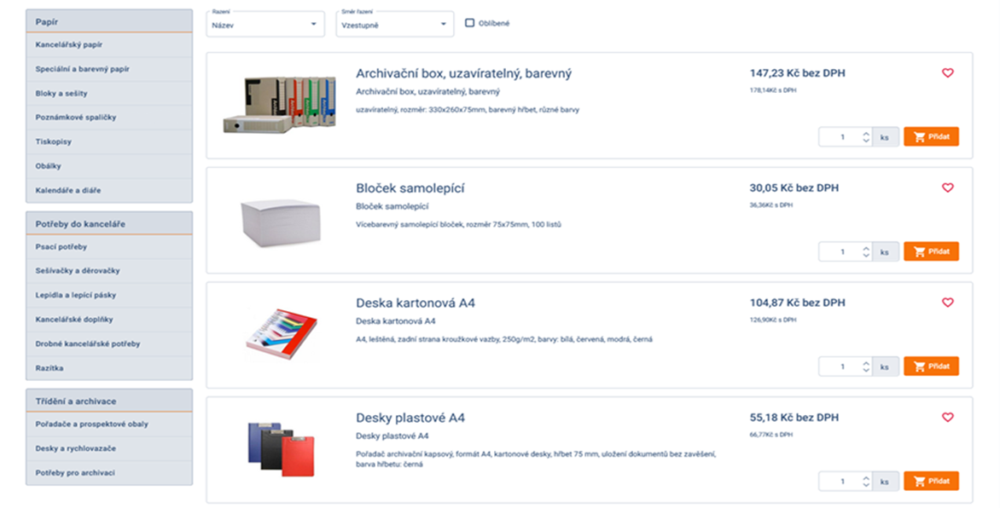 Papír
Kancelářský papír
Speciální a barevný papír
Bloky a sešity
Poznámkové spalíčky
Tiskopisy
Obálky
Kalendáře a diáře
Potřeby do kanceláře
Psací potřeby
Sešívačky a děrovačky
Lepidla a lepící pásky
Kancelářské doplňky
Drobné kancelářské potřeby
Razítka
Třídění a archivace
Pořadače a prospektové obaly
Desky a rychlovazače
Potřeby pro archivaci
Řazení
Název
Směr řazení
Vzestupně
Oblíbené
Archivační box, uzavíratelný, barevný
Archivační box, uzavíratelný, barevný
uzavíratelný, rozměr: 330x260x75mm, barevný hřbet, různé barvy
147,23 Kč bez DPH
178,14Kč s DPH
1 ks Přidat
Bloček samolepící
Bloček samolepící
Vícebarevný samolepící bloček, rozměr 75x75mm, 100 listů
30,05 Kč bez DPH
36,36Kč s DPH
1 ks Přidat
Deska kartonová A4
Deska kartonová A4
A4, leštěná, zadní strana kroužkové vazby, 250g/m2, barvy: bílá, červená, modrá, černá
104,87 Kč bez DPH
126,90Kč s DPH
1 ks Přidat
Desky plastové A4
Desky plastové A4
Pořadač archivační kapsový, formát A4, kartonové desky, hřbet 75 mm, uložení dokumentů bez zavěšení,
barva hřbetu: černá
55,18 Kč bez DPH
66,77Kč s DPH
1 ks Přidat